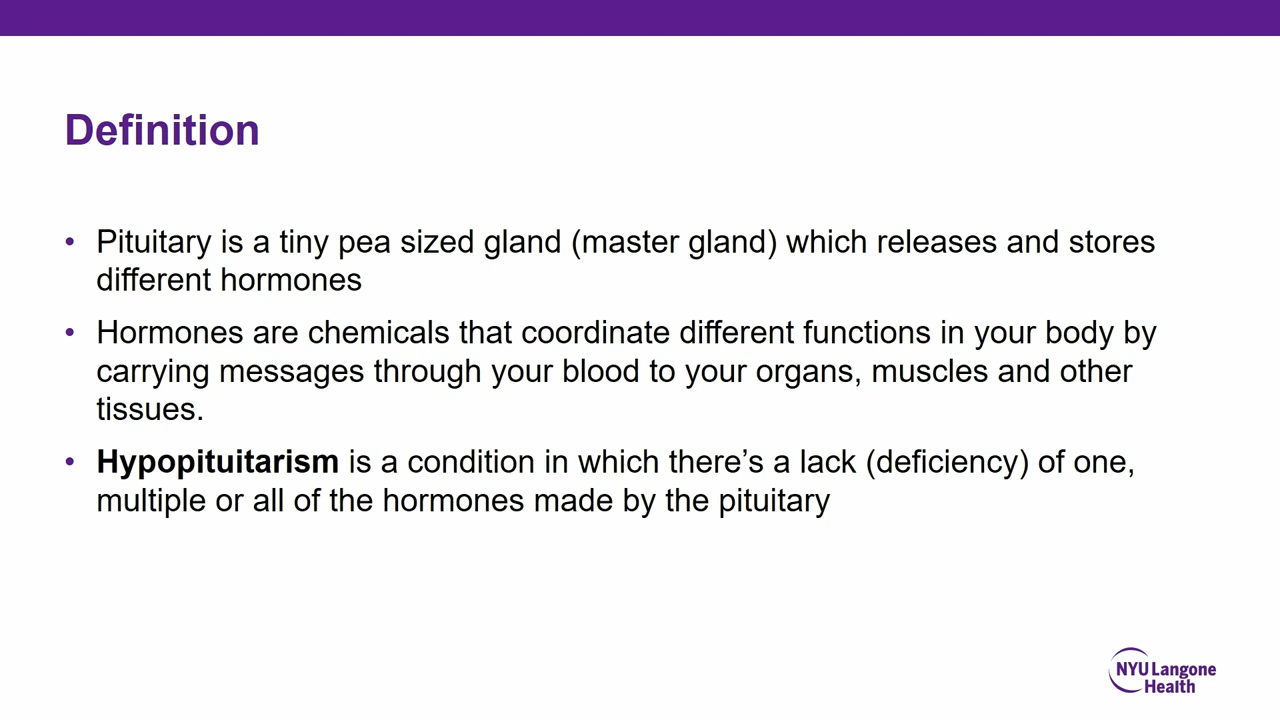 Definition
• Pituitary is a tiny pea sized gland (master gland) which releases and stores
different hormones
• Hormones are chemicals that coordinate different functions in your body by
carrying messages through your blood to your organs, muscles and other
tissues.
• Hypopituitarism is a condition in which there’s a lack (deficiency) of one,
multiple or all of the hormones made by the pituitary
NYU Langone
Health